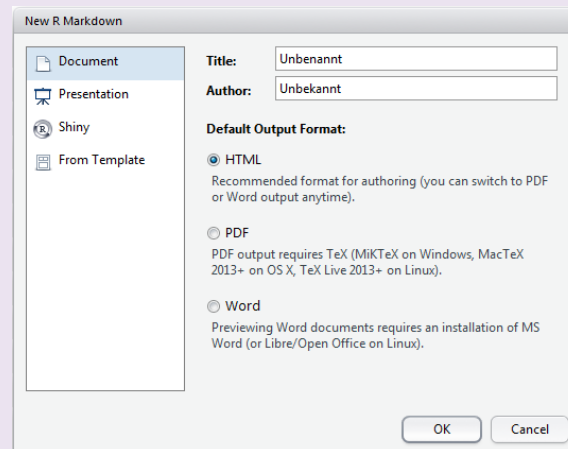 New R Markdown
Document
Presentation
Shiny
From Template
Title: Unbenannt
Author: Unbekannt
Default Output Format:
HTML
Recommended format for authoring (you can switch to PDF
or Word output anytime).
PDF
PDF output requires TeX (MiKTeX on Windows, MacTeX
2013+ on OS X, TeX Live 2013+ on Linux).
Word
Previewing Word documents requires an installation of MS
Word (or Libre/Open Office on Linux).
OK Cancel